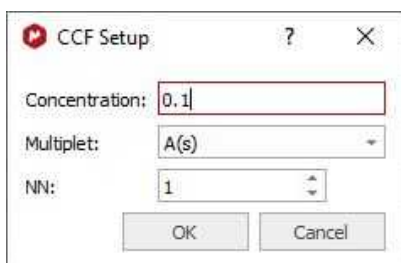 CCF Setup ?
Concentration: 0.1
Multiplet: A(s)
NN: 1
OK Cancel